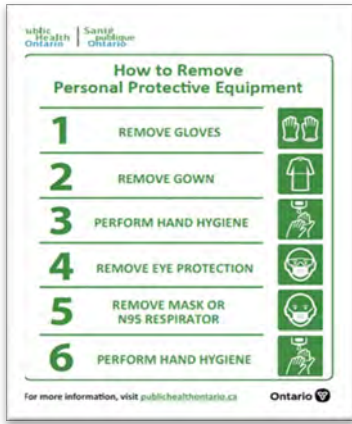 Public Santé
Health publique
Ontario Ontario
How to Remove
Personal Protective Equipment
1 REMOVE GLOVES
2 REMOVE GOWN
3 PERFORM HAND HYGIENE
4 REMOVE EYE PROTECTION
5 REMOVE MASK OR
N95 RESPIRATOR
6 PERFORM HAND HYGIENE
For more information, visit publichealthontario.ca Ontario